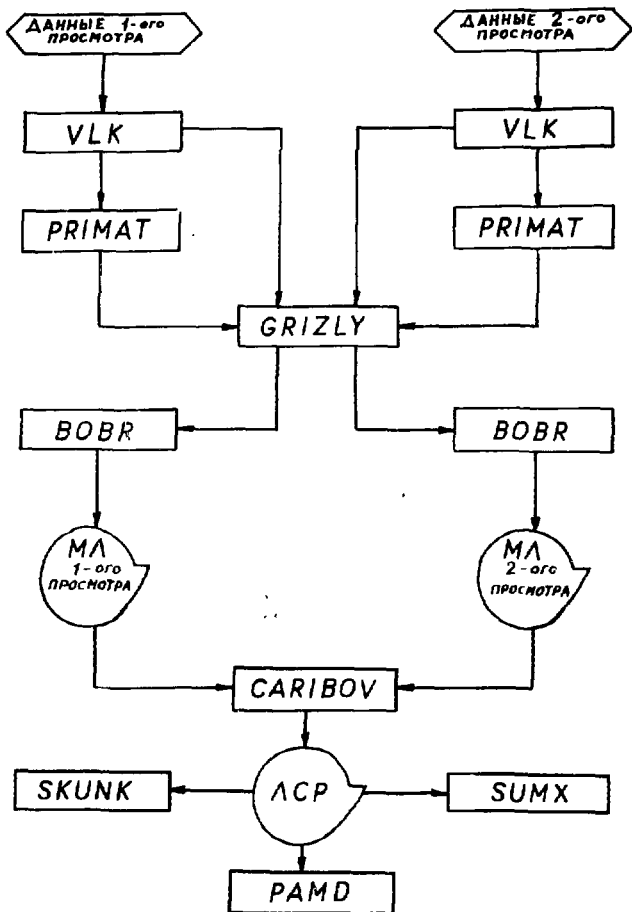 ДАННЫЕ 1-ого
ПРОСМОТРА
ДАННЫЕ 2-ого
ПРОСМОТРА
VLK
VLK
PRIMAT
PRIMAT
GRIZLY
BOBR
BOBR
МЛ
1-ого
ПРОСМОТРА
МЛ
2-ого
ПРОСМОТРА
CARIBOV
SKUNK
ЛСР
SUMX
PAMD